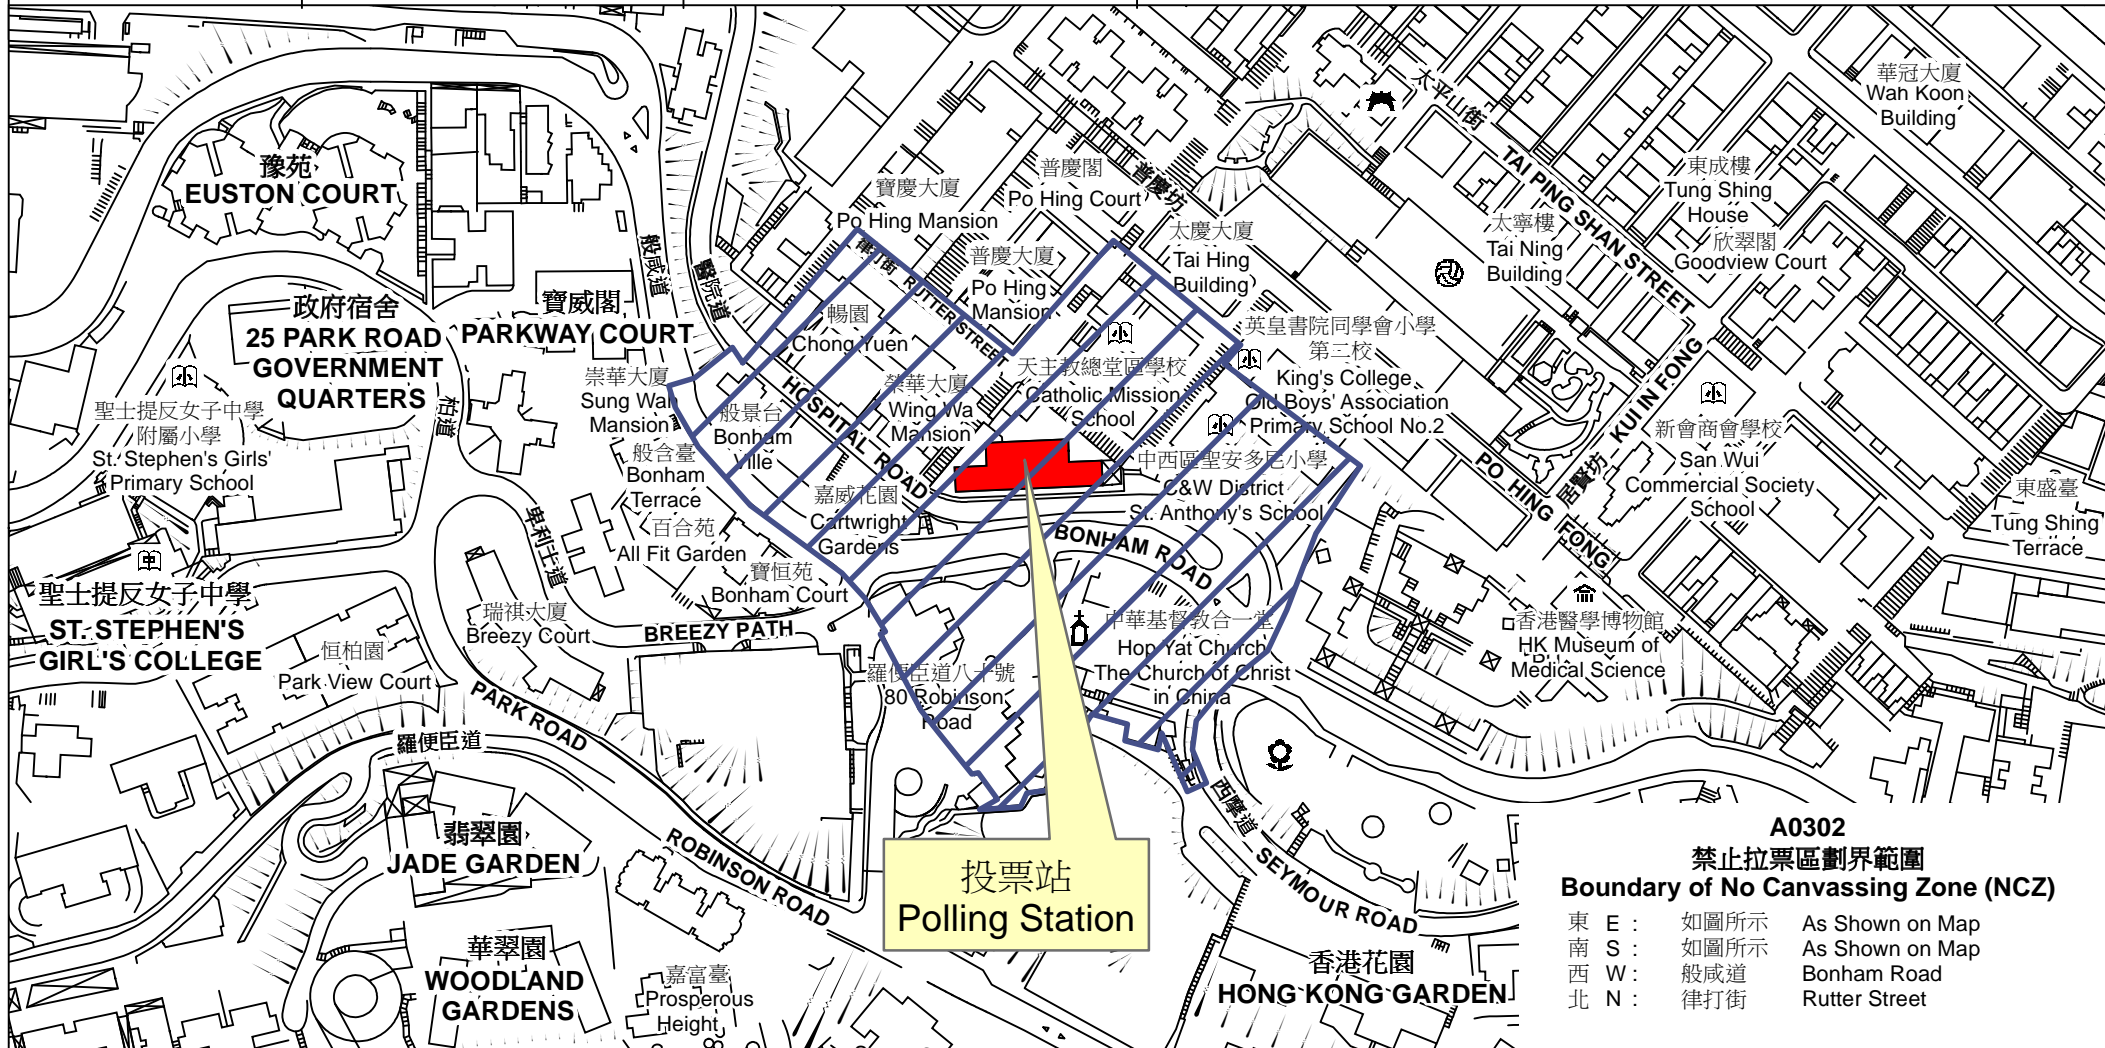 華冠大廈
Wah Koon
Building
太平山街
TAI PING SHAN STREET
東成樓
Tung Shing
House
欣翠閣
Goodview Court
太寧樓
Tai Ning
Building
普慶坊
普慶閣
Po Hing Court
寶慶大廈
Po Hing Mansion
普慶大廈
Po Hing
Mansion
太慶大廈
Tai Hing
Building
律打街
RUTTER STREET
豫苑
EUSTON COURT
般咸道
醫院道
HOSPITAL ROAD
政府宿舍
25 PARK ROAD
GOVERNMENT
QUARTERS
寶威閣
PARKWAY COURT
暢園
Chong Yuen
崇華大廈
Sung Wah
Mansion
般景台
Bonham
Ville
榮華大廈
Wing Wa
Mansion
天主教總堂區學校
Catholic Mission
School
英皇書院同學會小學
第三校
King's College
Old Boys' Association
Primary School No.2
聖士提反女子中學
附屬小學
St. Stephen's Girls'
Primary School
柏道
般含臺
Bonham
Terrace
嘉威花園
Cartwright
Gardens
中西區聖安多尼小學
C&W District
St. Anthony's School
居賢坊
KUI IN FONG
PO HING FONG
新會商會學校
San Wui
Commercial Society
School
東盛臺
Tung Shing
Terrace
百合苑
All Fit Garden
寶恒苑
Bonham Court
卑利士道
BREEZY PATH
BONHAM ROAD
聖士提反女子中學
ST. STEPHEN'S
GIRL'S COLLEGE
瑞祺大廈
Breezy Court
恒柏園
Park View Court
PARK ROAD
羅便臣道
ROBINSON ROAD
羅便臣道八十號
80 Robinson
Road
中華基督教合一堂
Hop Yat Church
The Church of Christ
in China
香港醫學博物館
HK Museum of
Medical Science
西摩道
SEYMOUR ROAD
翡翠園
JADE GARDEN
華翠園
WOODLAND
GARDENS
嘉富臺
Prosperous
Height
香港花園
HONG KONG GARDEN
投票站
Polling Station
A0302
禁止拉票區劃界範圍
Boundary of No Canvassing Zone (NCZ)
東 E : 如圖所示 As Shown on Map
南 S : 如圖所示 As Shown on Map
西 W : 般咸道 Bonham Road
北 N : 律打街 Rutter Street